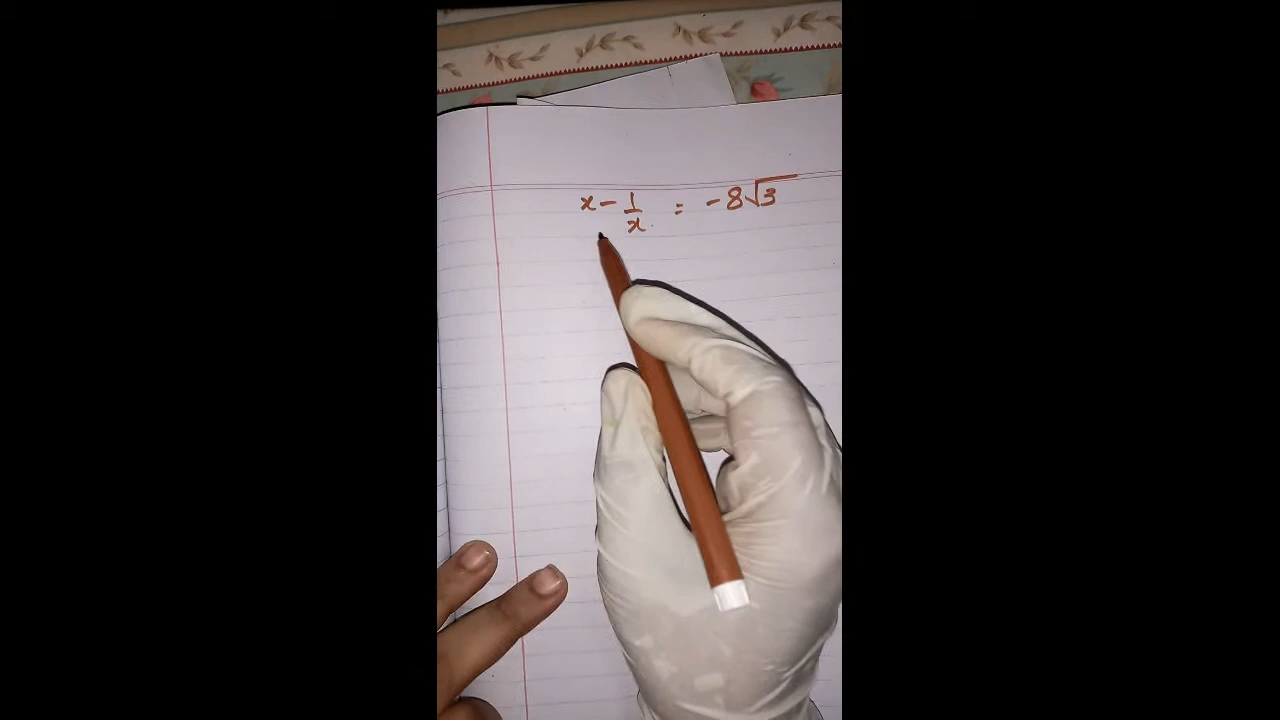 x - 1/x = -8√3